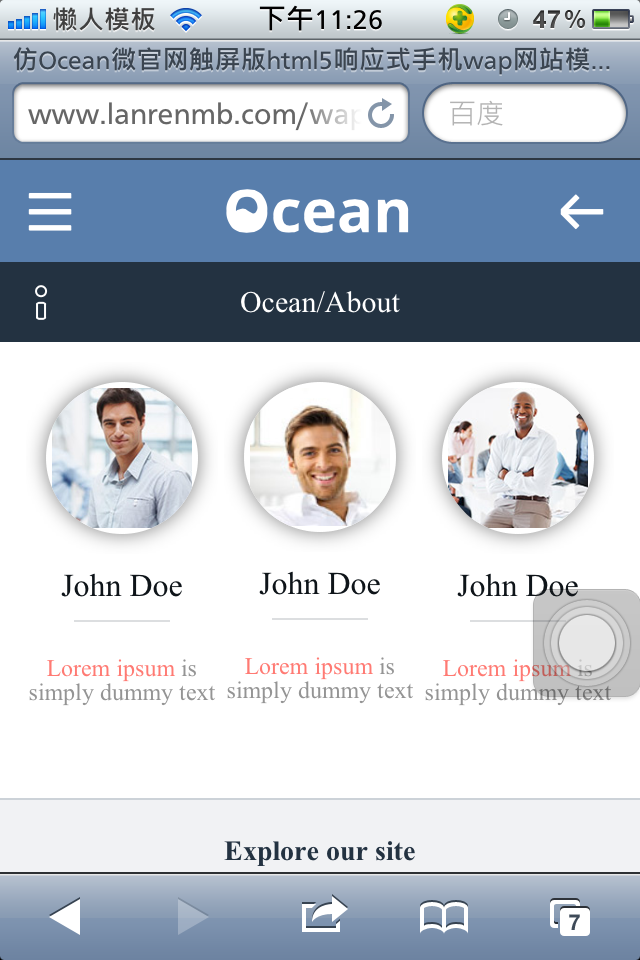 懒人模板 下午11:26 47%
仿Ocean微官网触屏版html5响应式手机wap网站模...
www.lanrenmb.com/wap 百度
Ocean
Ocean/About
John Doe John Doe John Doe
Lorem ipsum is Lorem ipsum is Lorem ipsum is
simply dummy text simply dummy text simply dummy text
Explore our site
7